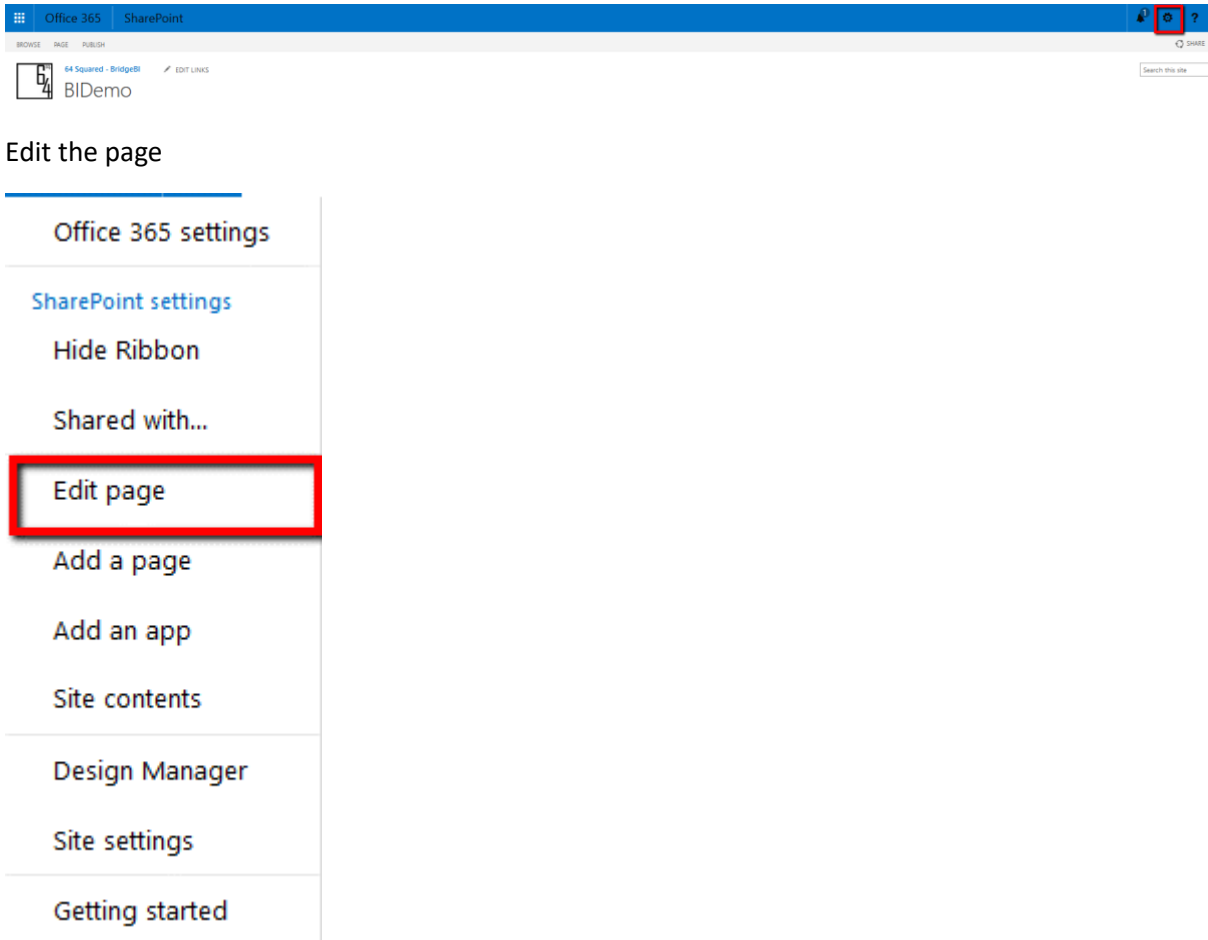 Office 365 SharePoint 1 ?
BROWSE PAGE PUBLISH SHARE
64 Squared - BridgeBI EDIT LINKS Search this site
64 BIDemo
Edit the page
Office 365 settings
SharePoint settings
Hide Ribbon
Shared with...
Edit page
Add a page
Add an app
Site contents
Design Manager
Site settings
Getting started